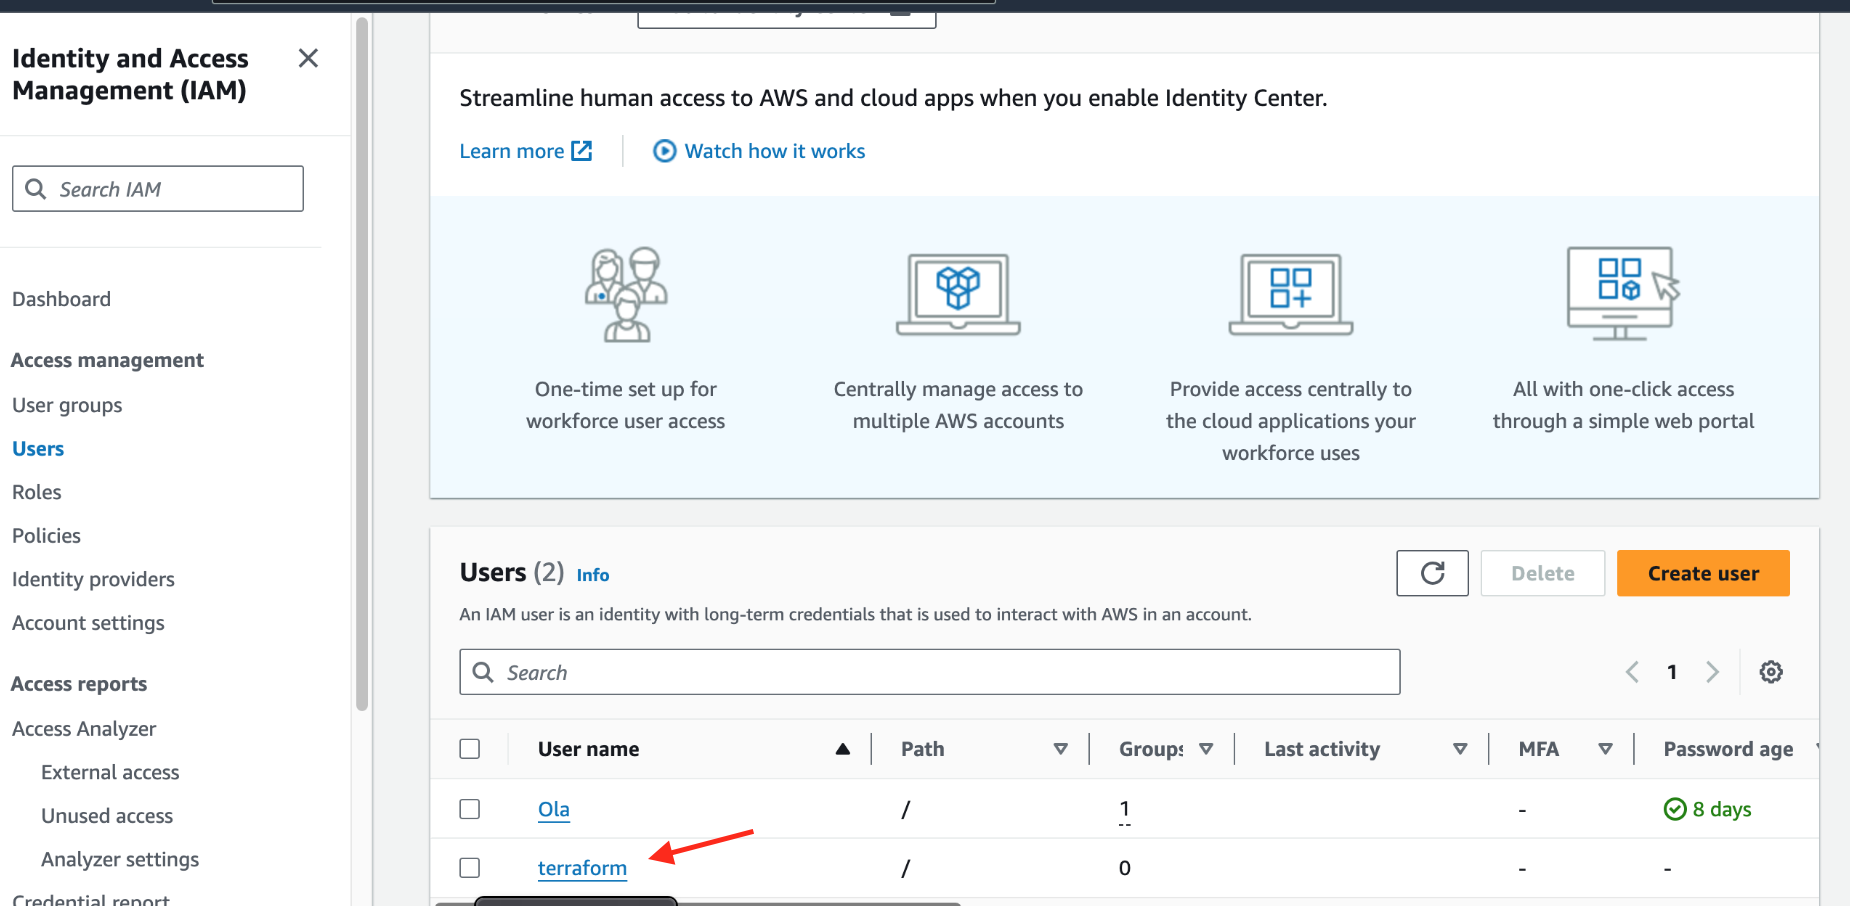 Identity and Access
Management (IAM)
Search IAM
Dashboard
Access management
User groups
Users
Roles
Policies
Identity providers
Account settings
Access reports
Access Analyzer
External access
Unused access
Analyzer settings
Credential report
Streamline human access to AWS and cloud apps when you enable Identity Center.
Learn more
Watch how it works
One-time set up for
workforce user access
Centrally manage access to
multiple AWS accounts
Provide access centrally to
the cloud applications your
workforce uses
All with one-click access
through a simple web portal
Users (2) Info
Delete
Create user
An IAM user is an identity with long-term credentials that is used to interact with AWS in an account.
Search
1
User name Path Groups Last activity MFA Password age
Ola / 1 - 8 days
terraform / 0 - -